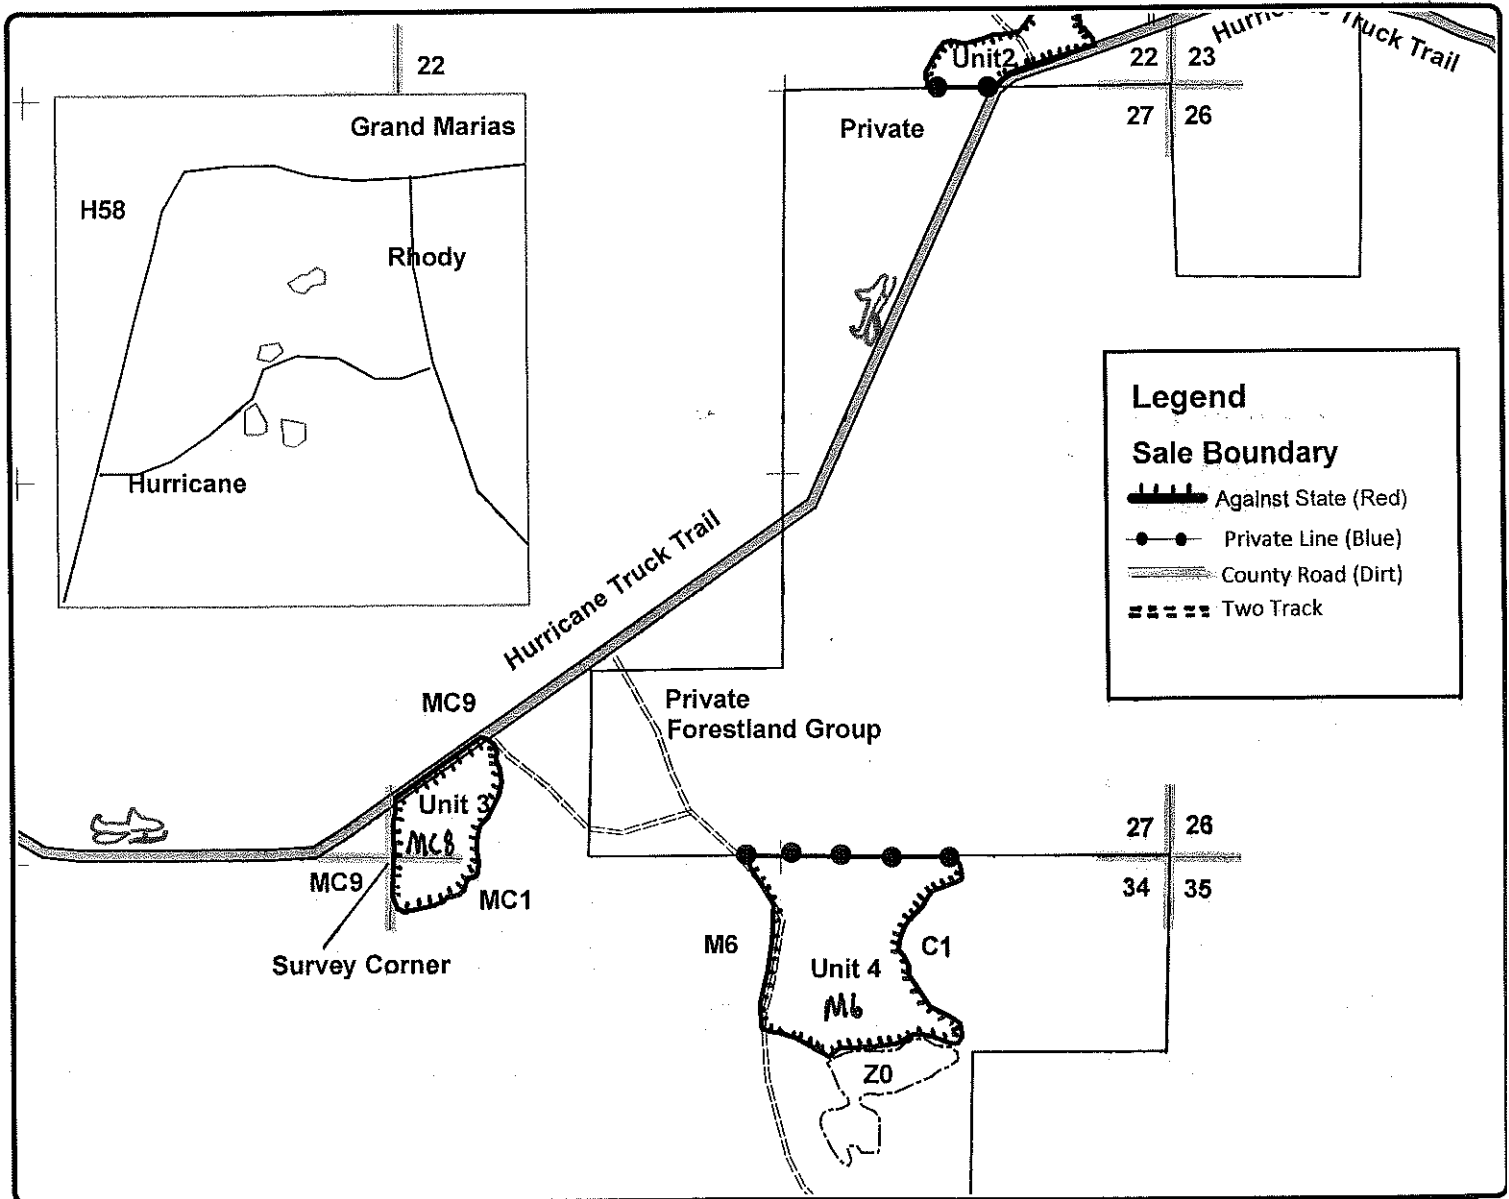 22
Grand Marias
H58
Rhody
Hurricane
Unit2
Private
22 23
27 26
Truck Trail
Legend
Sale Boundary
Against State (Red)
Private Line (Blue)
County Road (Dirt)
Two Track
Hurricane Truck Trail
MC9
Private
Forestland Group
Unit 3
MC8
MC9
MC1
Survey Corner
27 26
34 35
M6
C1
Unit 4
M6
Z0